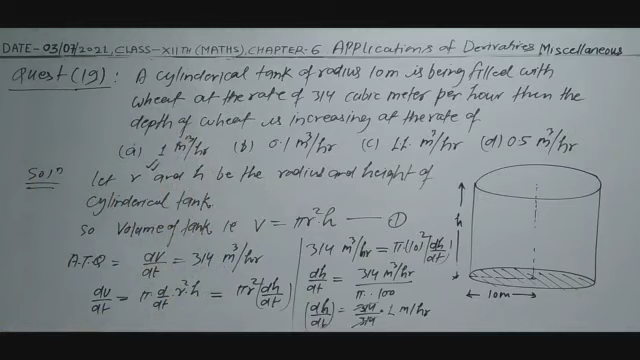 DATE-03/07/2021, CLASS-XIITH (MATHS), CHAPTER-6 Applications of Derivatives Miscellaneous
Quest(19): A cylindrical tank of radius 10m is being filled with
wheat at the rate of 314 cubic meter per hour then the
depth of wheat is increasing at the rate of
(a) 1 m³/hr (b) 0.1 m³/hr (c) 1.1 m³/hr (d) 0.5 m³/hr
Solⁿ Let r and h be the radius and height of
cylindrical tank
so volume of tank ie V = πr²h — ①
A.T.Q = dv/dt = 314 m³/hr
dv/dt = π d/dt r²h = πr²(dh/dt)
314 m³/hr = π(10)²(dh/dt)
dh/dt = 314 m³/hr / π·100
(dh/dt) = 314/314 · 1 m/hr
h
10m